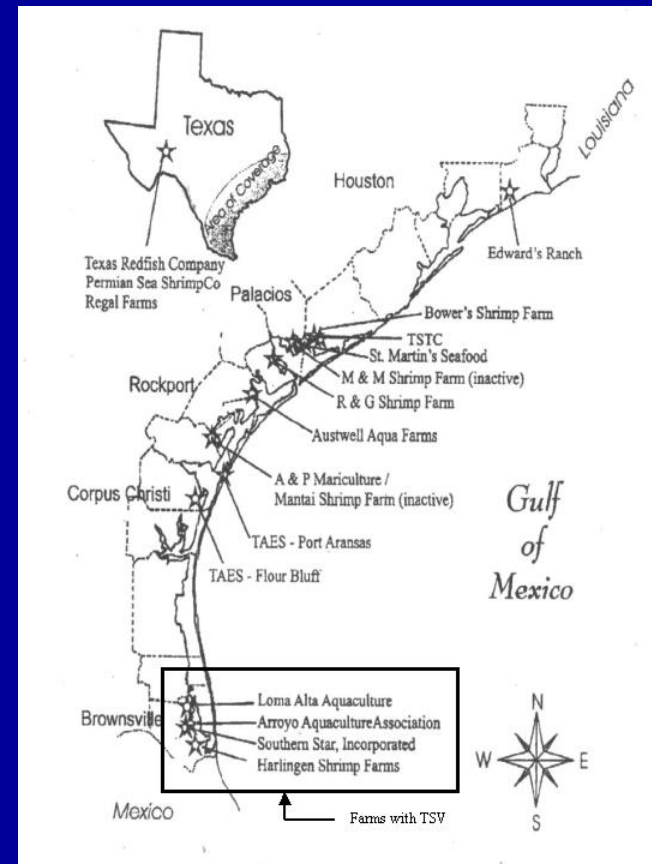 Texas
Area of Coverage
Louisiana
Houston
Edward's Ranch
Texas Redfish Company
Permian Sea ShrimpCo
Regal Farms
Palacios
Bower's Shrimp Farm
TSTC
St. Martin's Seafood
M & M Shrimp Farm (inactive)
R & G Shrimp Farm
Rockport
Austwell Aqua Farms
A & P Mariculture /
Mantai Shrimp Farm (inactive)
Corpus Christi
TAES - Port Aransas
TAES - Flour Bluff
Gulf
of
Mexico
Loma Alta Aquaculture
Brownsville
Arroyo AquacultureAssociation
Southern Star, Incorporated
Harlingen Shrimp Farms
N
W
E
S
Mexico
Farms with TSV